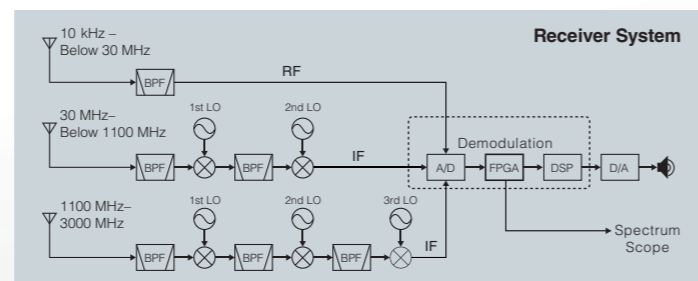 Receiver System
10 kHz –
Below 30 MHz
BPF
RF
30 MHz–
Below 1100 MHz
BPF
1st LO
BPF
2nd LO
IF
Demodulation
A/D
FPGA
DSP
D/A
1100 MHz–
3000 MHz
BPF
1st LO
BPF
2nd LO
BPF
3rd LO
IF
Spectrum
Scope